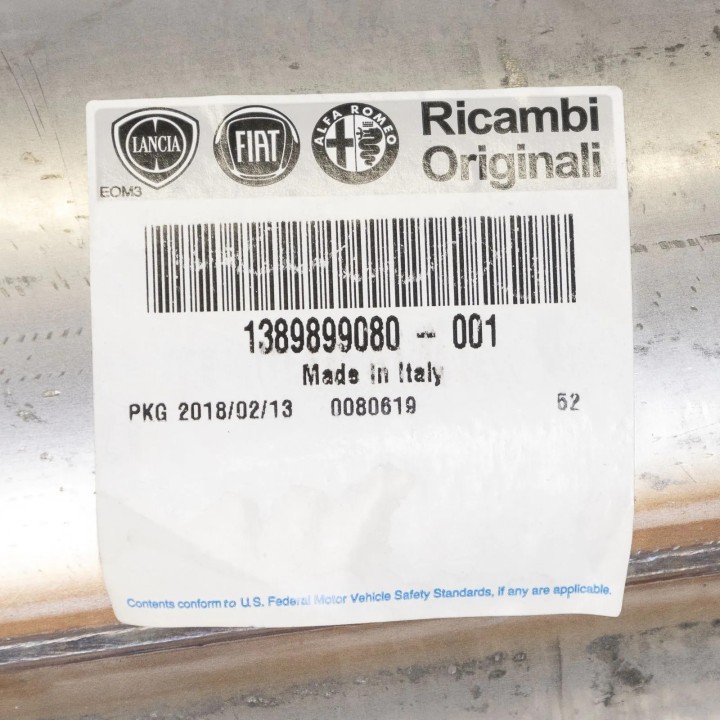 LANCIA FIAT ALFA ROMEO Ricambi
Originali
EOM3
1389899080 - 001
Made In Italy
PKG 2018/02/13 0080619 52
Contents conform to U.S. Federal Motor Vehicle Safety Standards, if any are applicable.